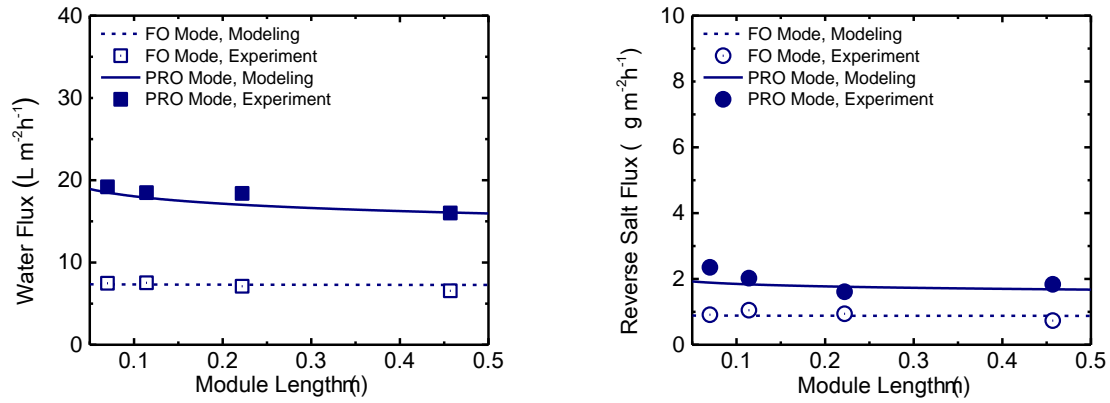 40
30
20
10
0
Water Flux (L m-2h-1)
FO Mode, Modeling
FO Mode, Experiment
PRO Mode, Modeling
PRO Mode, Experiment
0.1 0.2 0.3 0.4 0.5
Module Length(m)
10
8
6
4
2
0
Reverse Salt Flux ( g m-2h-1)
FO Mode, Modeling
FO Mode, Experiment
PRO Mode, Modeling
PRO Mode, Experiment
0.1 0.2 0.3 0.4 0.5
Module Length(m)